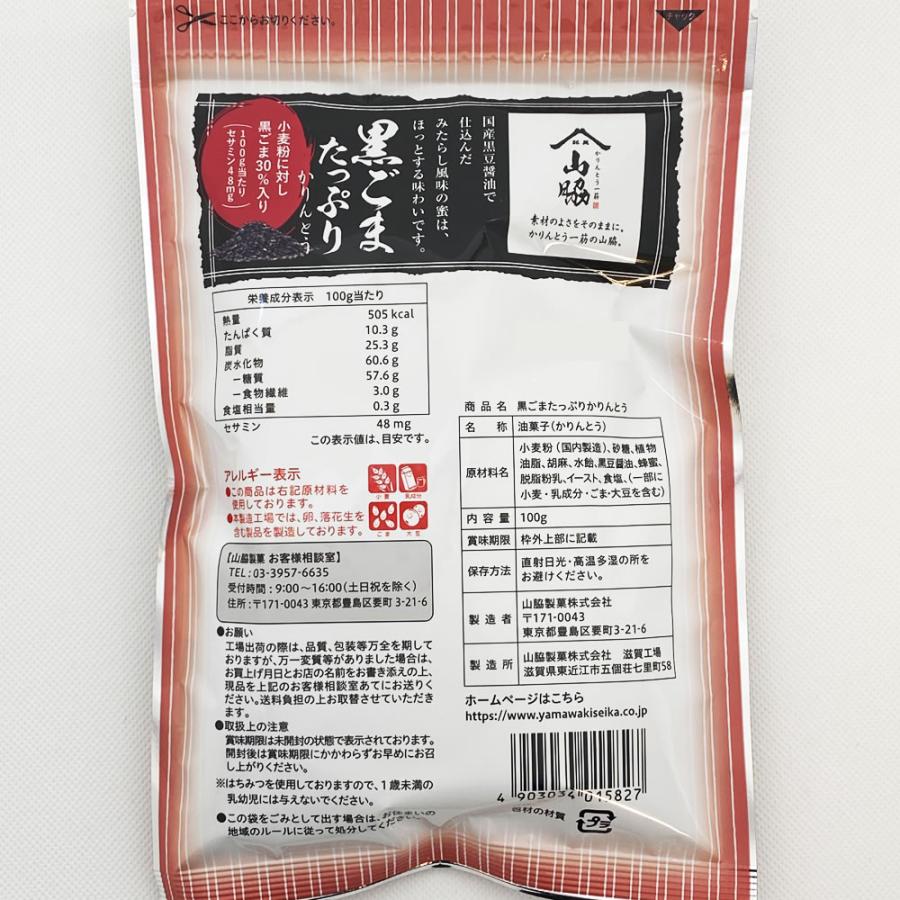 ここからお切りください。
チャック
山脇
かりんとう一筋
素材のよさをそのままに。
かりんとう一筋の山脇。
国産黒豆醤油で
仕込んだ
みたらし風味の蜜は、
ほっとする味わいです。
黒ごま
たっぷり
かりんとう
小麦粉に対し
黒ごま30%入り
(100g当たり
セサミン48mg)
栄養成分表示 100g当たり
熱量 505 kcal
たんぱく質 10.3 g
脂質 25.3 g
炭水化物 60.6 g
ー糖質 57.6 g
ー食物繊維 3.0 g
食塩相当量 0.3 g
セサミン 48 mg
この表示値は、目安です。
アレルギー表示
●この商品は右記原材料を
使用しております。
●本製造工場では、卵、落花生を
含む製品を製造しております。
小麦 乳成分
ごま 大豆
【山脇製菓 お客様相談室】
TEL:03-3957-6635
受付時間:9:00~16:00(土日祝を除く)
住所:〒171-0043 東京都豊島区要町 3-21-6
●お願い
工場出荷の際は、品質、包装等万全を期して
おりますが、万一変質等がありました場合は、
お買上げ月日とお店の名前をお書き添えの上、
現品を上記のお客様相談室あてにお送りくだ
さい。送料負担の上お取替させていただき
ます。
●取扱上の注意
賞味期限は未開封の状態で表示されております。
開封後は賞味期限にかかわらずお早めにお召
し上がりください。
※はちみつを使用しておりますので、1歳未満の
乳幼児には与えないでください。
●この袋をごみとして出す場合は、お住まいの
地域のルールに従って処分してください。
商品名 黒ごまたっぷりかりんとう
名称 油菓子(かりんとう)
原材料名 小麦粉(国内製造)、砂糖、植物
油脂、胡麻、水飴、黒豆醤油、蜂蜜、
脱脂粉乳、イースト、食塩、(一部に
小麦・乳成分・ごま・大豆を含む)
内容量 100g
賞味期限 枠外上部に記載
保存方法 直射日光・高温多湿の所を
お避けください。
製造者 山脇製菓株式会社
〒171-0043
東京都豊島区要町3-21-6
製造所 山脇製菓株式会社 滋賀工場
滋賀県東近江市五個荘七里町58
ホームページはこちら
https://www.yamawakiseika.co.jp
4 903034 015827
包材の材質
プラ